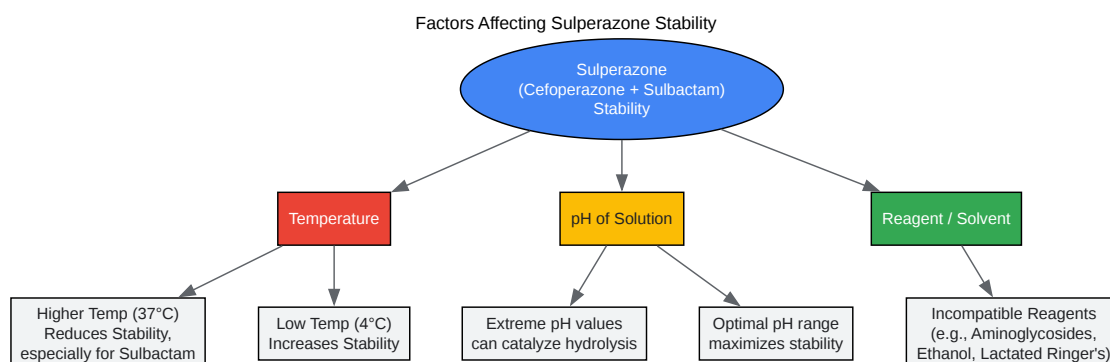 Factors Affecting Sulperazone Stability
Sulperazone
(Cefoperazone + Sulbactam)
Stability
Temperature
pH of Solution
Reagent / Solvent
Higher Temp (37°C)
Reduces Stability,
especially for Sulbactam
Low Temp (4°C)
Increases Stability
Extreme pH values
can catalyze hydrolysis
Optimal pH range
maximizes stability
Incompatible Reagents
(e.g., Aminoglycosides,
Ethanol, Lactated Ringer's)